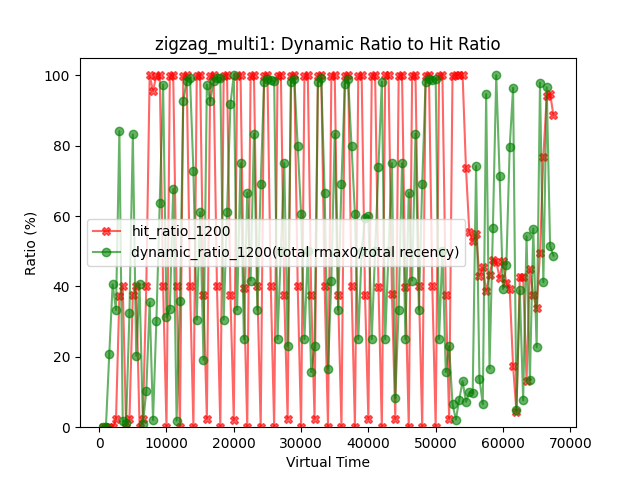 zigzag_multi1: Dynamic Ratio to Hit Ratio
100
80
60
40
20
0
Ratio (%)
hit_ratio_1200
dynamic_ratio_1200(total rmax0/total recency)
0 10000 20000 30000 40000 50000 60000 70000
Virtual Time